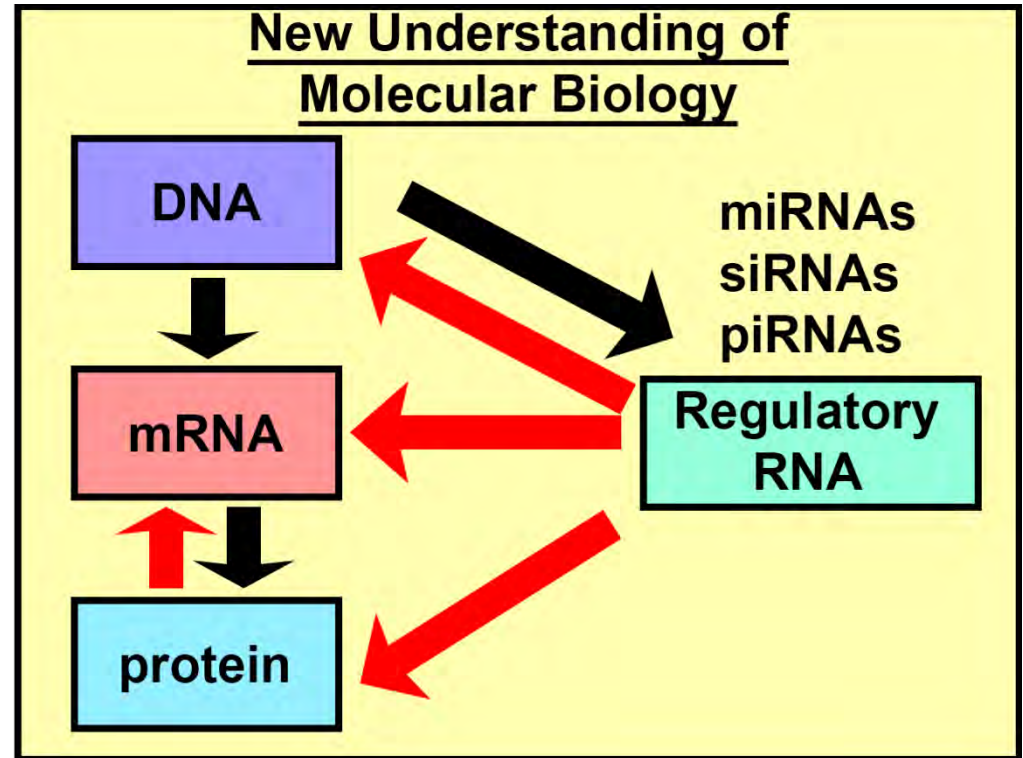 New Understanding of
Molecular Biology
DNA
miRNAs
siRNAs
piRNAs
mRNA
Regulatory
RNA
protein